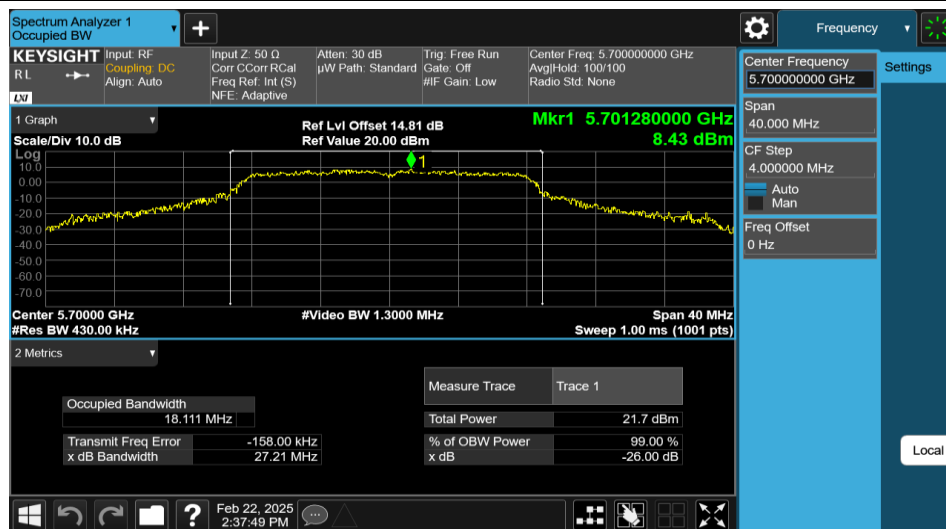 Spectrum Analyzer 1
Occupied BW
+
Frequency
KEYSIGHT
RL
LXI
Input: RF
Coupling: DC
Align: Auto
Input Z: 50 Ω
Corr CCorr RCal
Freq Ref: Int (S)
NFE: Adaptive
Atten: 30 dB
µW Path: Standard
Trig: Free Run
Gate: Off
#IF Gain: Low
Center Freq: 5.700000000 GHz
Avg|Hold: 100/100
Radio Std: None
Center Frequency
5.700000000 GHz
Settings
Span
40.000 MHz
CF Step
4.000000 MHz
Auto
Man
Freq Offset
0 Hz
Local
1 Graph
Scale/Div 10.0 dB
Ref Lvl Offset 14.81 dB
Ref Value 20.00 dBm
Mkr1 5.701280000 GHz
8.43 dBm
Log
1
10.0
0.00
-10.0
-20.0
-30.0
-40.0
-50.0
-60.0
-70.0
Center 5.70000 GHz
#Video BW 1.3000 MHz
Span 40 MHz
#Res BW 430.00 kHz
Sweep 1.00 ms (1001 pts)
2 Metrics
Occupied Bandwidth
18.111 MHz
Transmit Freq Error -158.00 kHz
x dB Bandwidth 27.21 MHz
Measure Trace Trace 1
Total Power 21.7 dBm
% of OBW Power 99.00 %
x dB -26.00 dB
?
Feb 22, 2025
2:37:49 PM